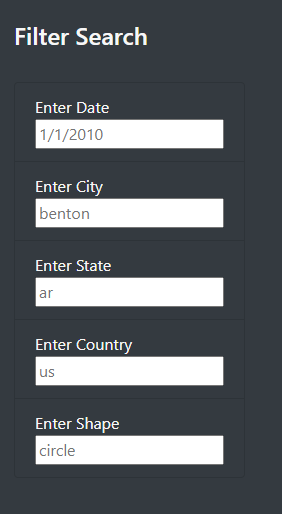 Filter Search
Enter Date
1/1/2010
Enter City
benton
Enter State
ar
Enter Country
us
Enter Shape
circle